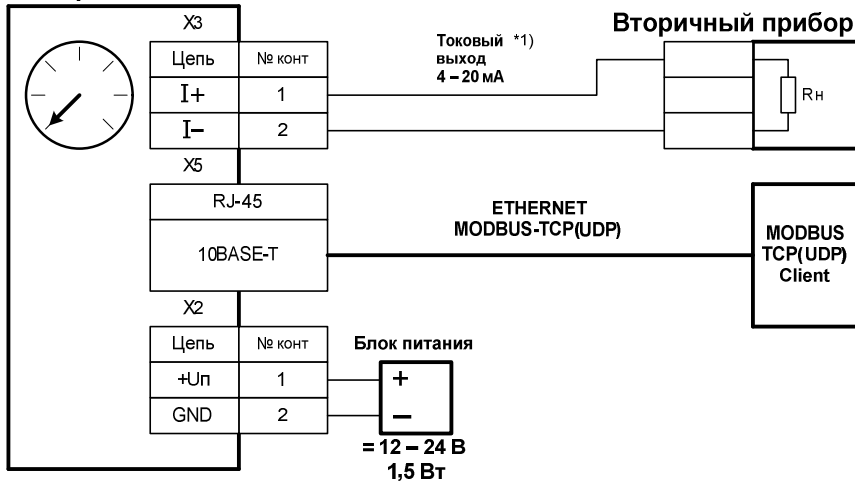 X3
Вторичный прибор
Цепь № конт
I+ 1
I– 2
Токовый *1)
выход
4 – 20 мА
Rн
X5
RJ-45
10BASE-T
ETHERNET
MODBUS-TCP(UDP)
MODBUS
TCP(UDP)
Client
X2
Цепь № конт
+Uп 1
GND 2
Блок питания
+
–
= 12 – 24 В
1,5 Вт